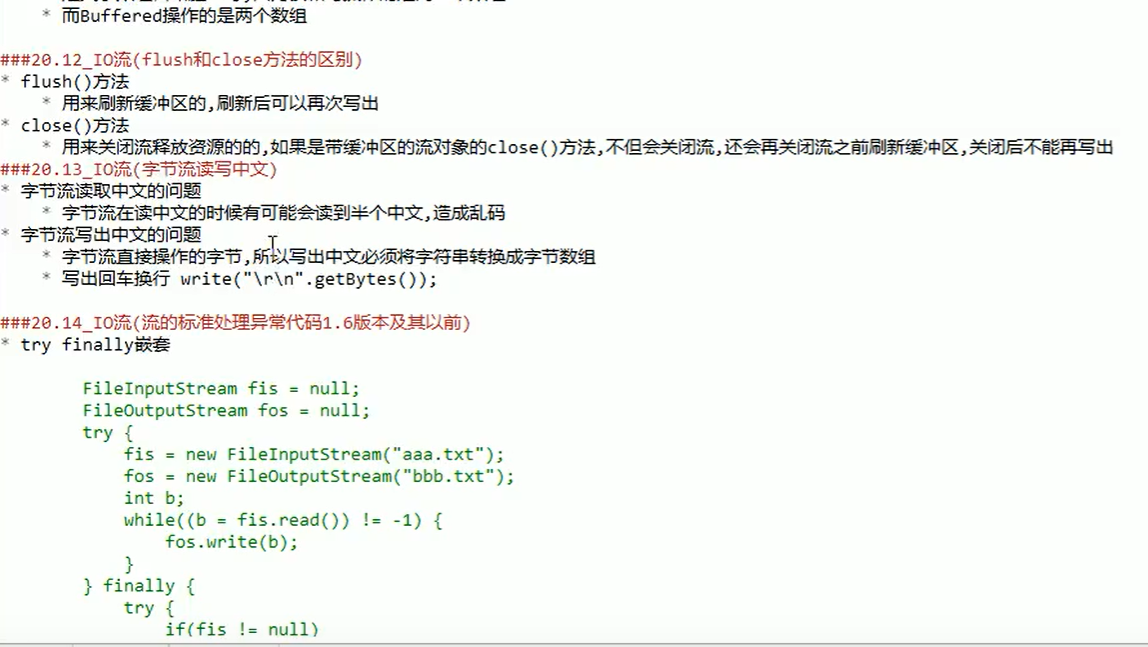 * 而Buffered操作的是两个数组
###20.12_IO流(flush和close方法的区别)
* flush()方法
* 用来刷新缓冲区的,刷新后可以再次写出
* close()方法
* 用来关闭流释放资源的的,如果是带缓冲区的流对象的close()方法,不但会关闭流,还会再关闭流之前刷新缓冲区,关闭后不能再写出
###20.13_IO流(字节流读写中文)
* 字节流读取中文的问题
* 字节流在读中文的时候有可能会读到半个中文,造成乱码
* 字节流写出中文的问题
* 字节流直接操作的字节,所以写出中文必须将字符串转换成字节数组
* 写出回车换行 write("\r\n".getBytes());
###20.14_IO流(流的标准处理异常代码1.6版本及其以前)
* try finally嵌套
FileInputStream fis = null;
FileOutputStream fos = null;
try {
fis = new FileInputStream("aaa.txt");
fos = new FileOutputStream("bbb.txt");
int b;
while((b = fis.read()) != -1) {
fos.write(b);
}
} finally {
try {
if(fis != null)